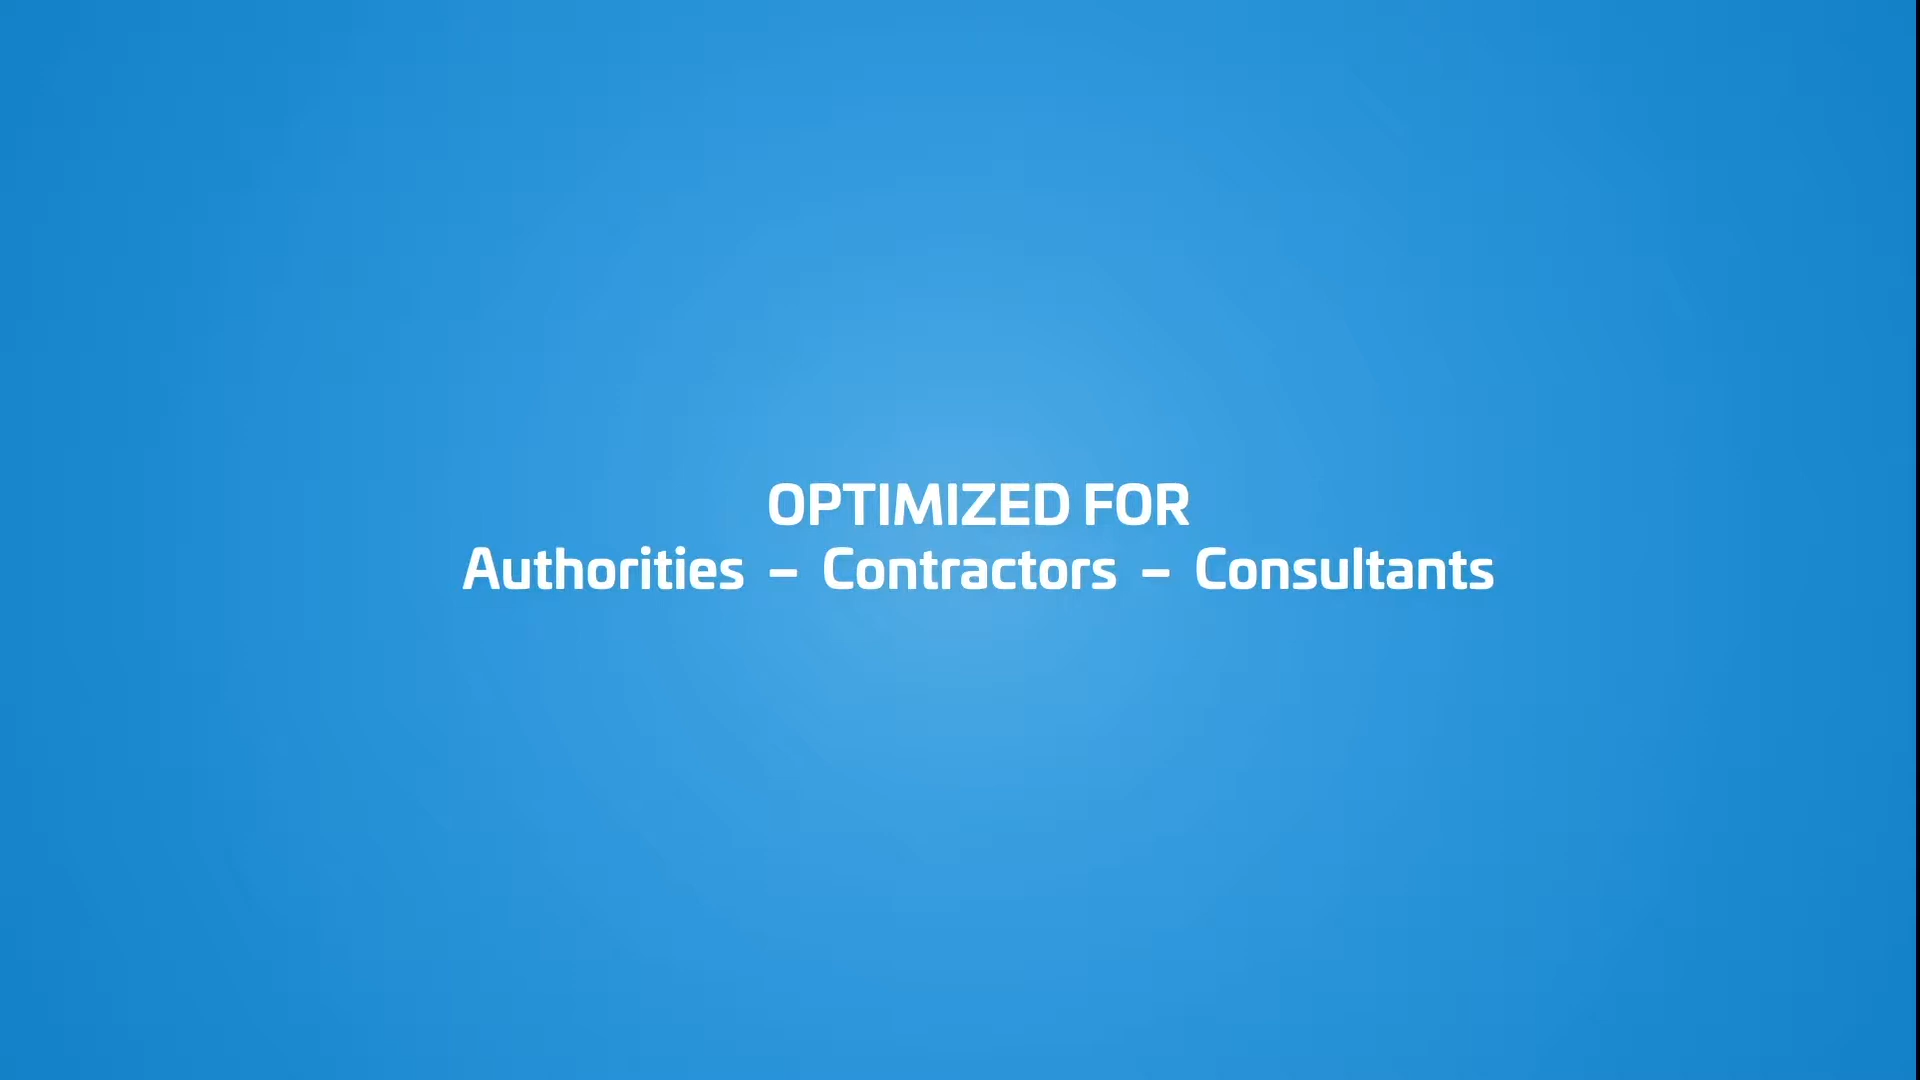 OPTIMIZED FOR
Authorities – Contractors – Consultants